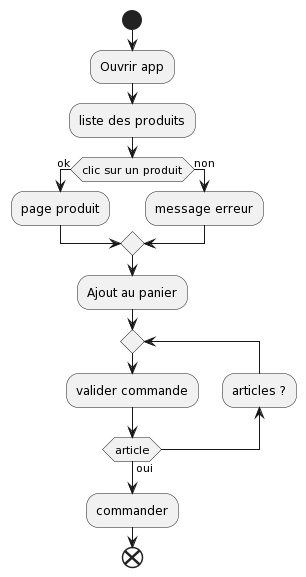 Ouvrir app
liste des produits
ok
clic sur un produit
non
page produit
message erreur
Ajout au panier
valider commande
articles ?
article
oui
commander